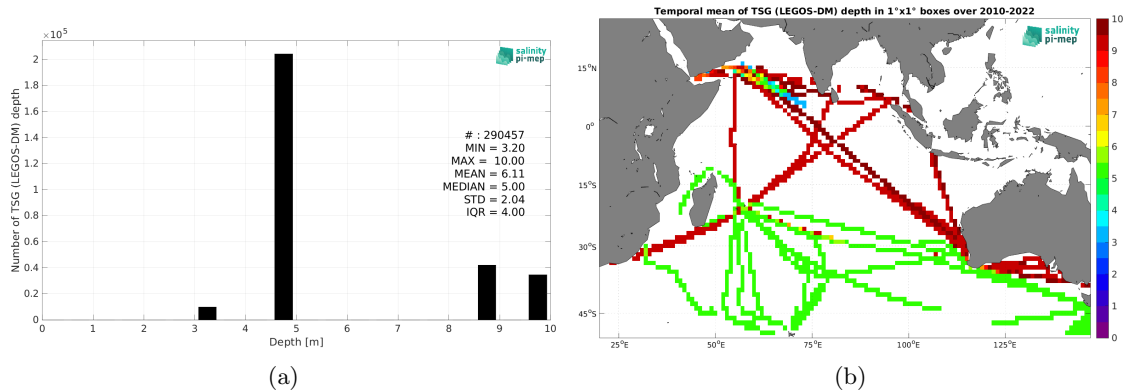 ×10^5
2
1.8
1.6
1.4
1.2
1
0.8
0.6
0.4
0.2
0
Number of TSG (LEGOS-DM) depth
salinity
pi-mep
# : 290457
MIN = 3.20
MAX = 10.00
MEAN = 6.11
MEDIAN = 5.00
STD = 2.04
IQR = 4.00
0 1 2 3 4 5 6 7 8 9 10
Depth [m]
(a)
Temporal mean of TSG (LEGOS-DM) depth in 1°x1° boxes over 2010-2022
salinity
pi-mep
15°N
0°
15°S
30°S
45°S
25°E 50°E 75°E 100°E 125°E
10
9
8
7
6
5
4
3
2
1
0
(b)